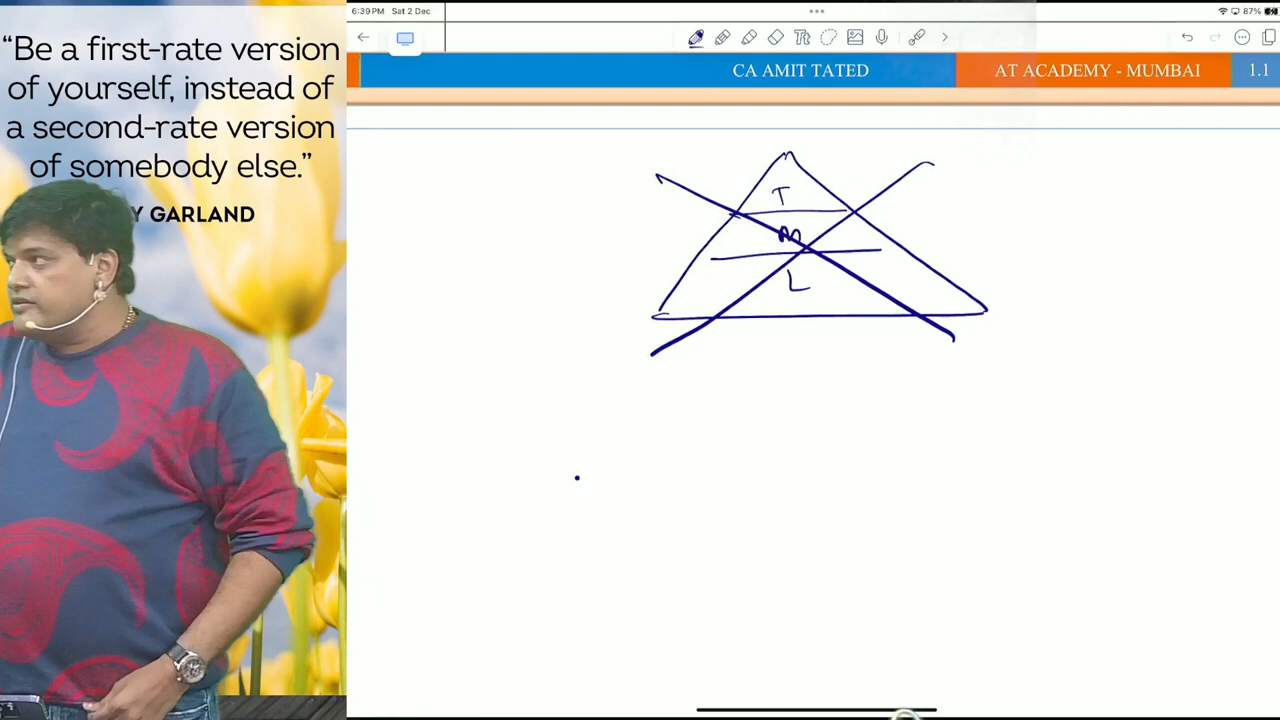 “Be a first-rate version
of yourself, instead of
a second-rate version
of somebody else.”
Y GARLAND
6:39 PM Sat 2 Dec
87%
CA AMIT TATED
AT ACADEMY - MUMBAI
1.1
T
m
L